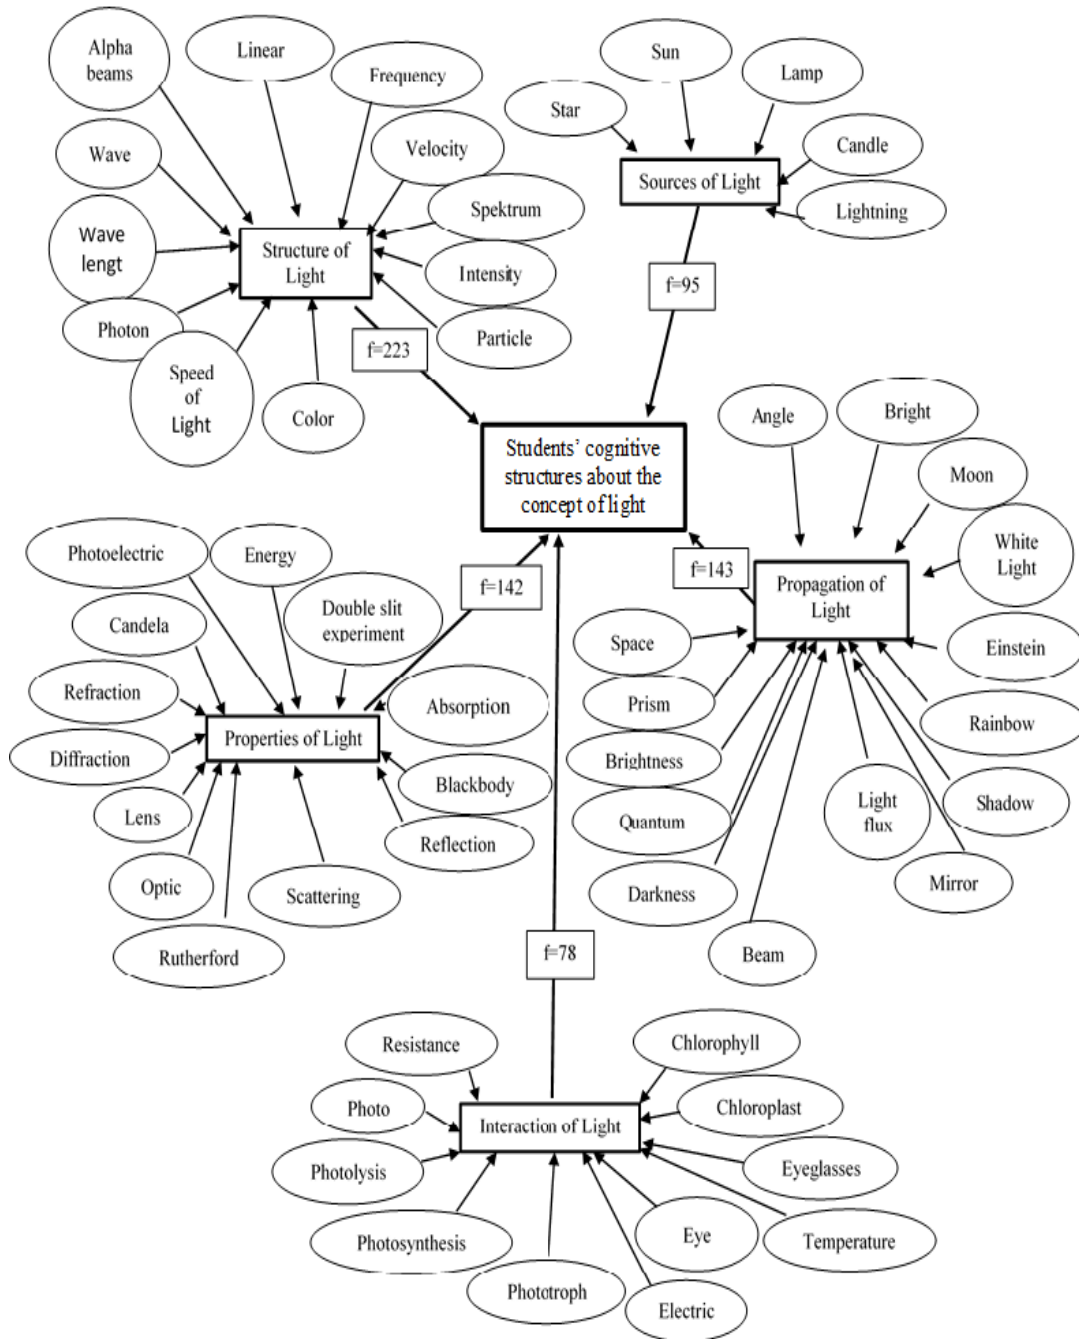 Alpha
beams
Linear
Frequency
Wave
Velocity
Wave
lengt
Spektrum
Structure of
Light
Intensity
Photon
Particle
Speed
of
Light
Color
f=223
Sun
Lamp
Star
Candle
Sources of Light
Lightning
f=95
Students’ cognitive
structures about the
concept of light
Angle
Bright
Moon
White
Light
f=143
Propagation of
Light
Space
Einstein
Prism
Rainbow
Brightness
Quantum
Light
flux
Shadow
Darkness
Mirror
Beam
Photoelectric
Energy
f=142
Double slit
experiment
Candela
Refraction
Absorption
Properties of Light
Diffraction
Blackbody
Lens
Reflection
Optic
Scattering
Rutherford
f=78
Resistance
Chlorophyll
Photo
Chloroplast
Interaction of Light
Photolysis
Eyeglasses
Photosynthesis
Eye
Temperature
Phototroph
Electric